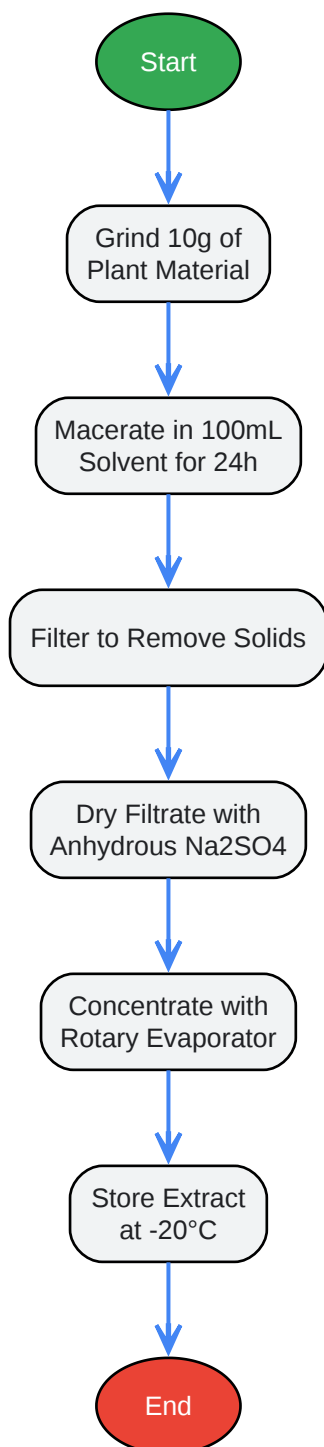 Start
Grind 10g of
Plant Material
Macerate in 100mL
Solvent for 24h
Filter to Remove Solids
Dry Filtrate with
Anhydrous Na2SO4
Concentrate with
Rotary Evaporator
Store Extract
at -20°C
End